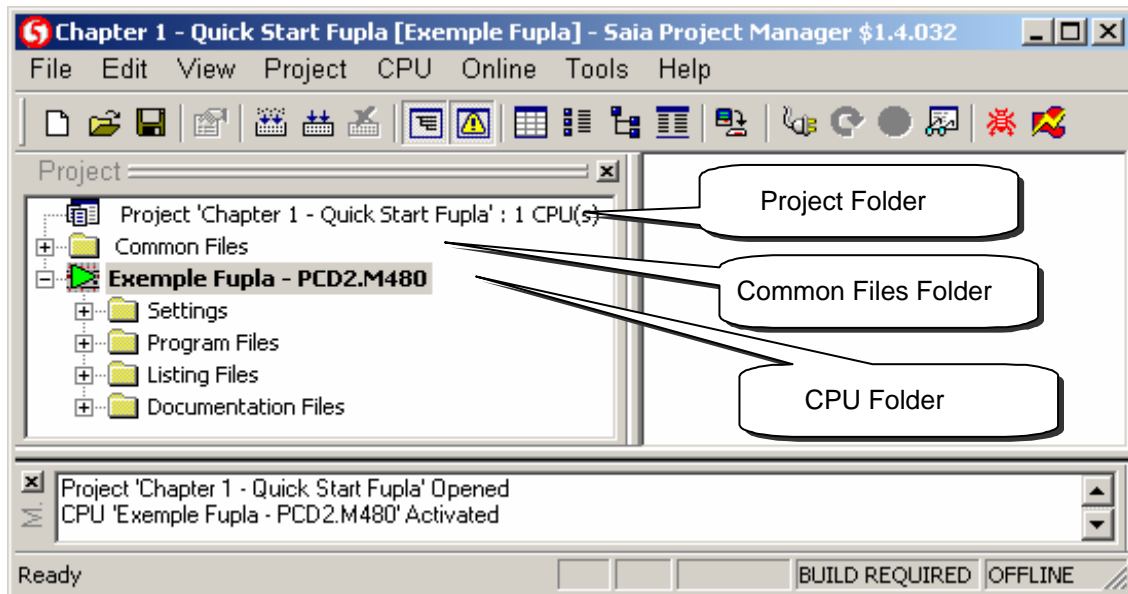 Chapter 1 - Quick Start Fupla [Exemple Fupla] - Saia Project Manager $1.4.032
File Edit View Project CPU Online Tools Help
Project
Project 'Chapter 1 - Quick Start Fupla' : 1 CPU(s)
Project Folder
Common Files
Exemple Fupla - PCD2.M480
Common Files Folder
Settings
Program Files
Listing Files
CPU Folder
Documentation Files
Project 'Chapter 1 - Quick Start Fupla' Opened
CPU 'Exemple Fupla - PCD2.M480' Activated
M.
Ready BUILD REQUIRED OFFLINE